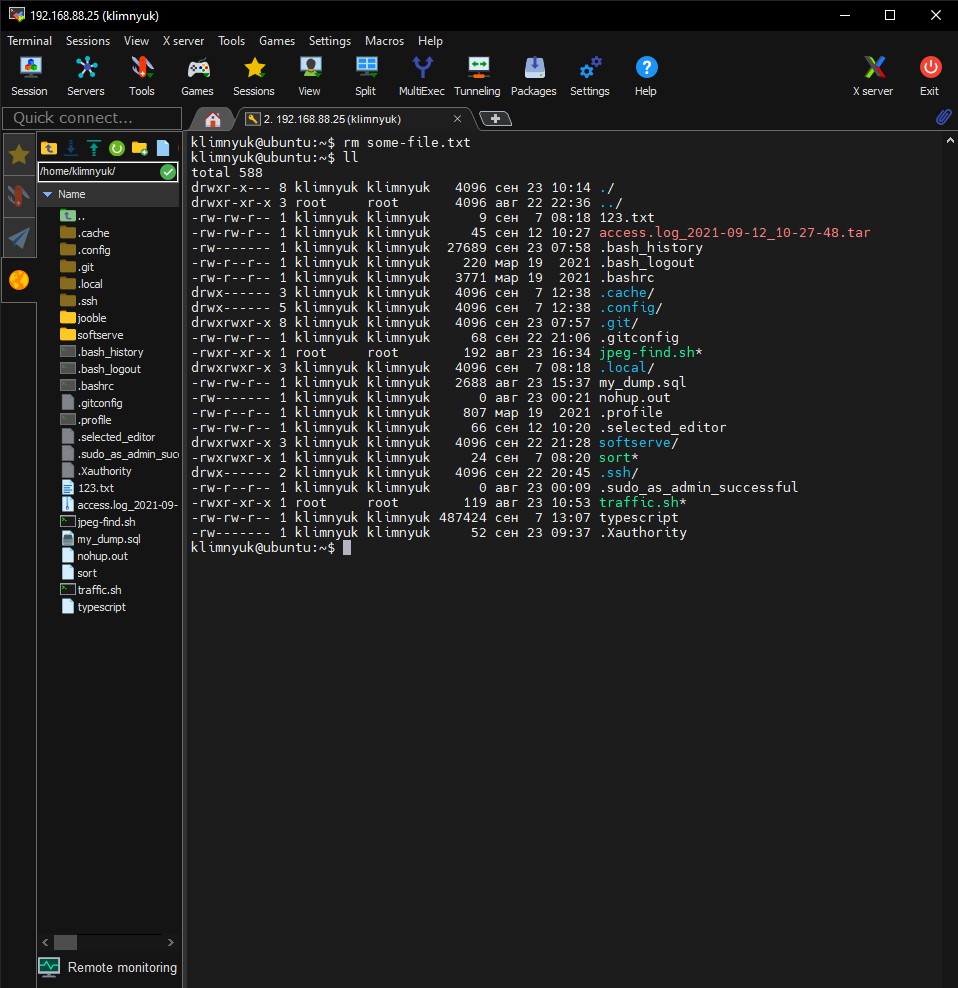 192.168.88.25 (klimnyuk)
Terminal Sessions View X server Tools Games Settings Macros Help
Session Servers Tools Games Sessions View Split MultiExec Tunneling Packages Settings Help X server Exit
Quick connect...
2. 192.168.88.25 (klimnyuk)
/home/klimnyuk/
Name
..
.cache
.config
.git
.local
.ssh
jooble
softserve
.bash_history
.bash_logout
.bashrc
.gitconfig
.profile
.selected_editor
.sudo_as_admin_succ
.Xauthority
123.txt
access.log_2021-09-
jpeg-find.sh
my_dump.sql
nohup.out
sort
traffic.sh
typescript
Remote monitoring
klimnyuk@ubuntu:~$ rm some-file.txt
klimnyuk@ubuntu:~$ ll
total 588
drwxr-x--- 8 klimnyuk klimnyuk 4096 сен 23 10:14 ./
drwxr-xr-x 3 root root 4096 авг 22 22:36 ../
-rw-rw-r-- 1 klimnyuk klimnyuk 9 сен 7 08:18 123.txt
-rw-rw-r-- 1 klimnyuk klimnyuk 45 сен 12 10:27 access.log_2021-09-12_10-27-48.tar
-rw------- 1 klimnyuk klimnyuk 27689 сен 23 07:58 .bash_history
-rw-r--r-- 1 klimnyuk klimnyuk 220 мар 19 2021 .bash_logout
-rw-r--r-- 1 klimnyuk klimnyuk 3771 мар 19 2021 .bashrc
drwx------ 3 klimnyuk klimnyuk 4096 сен 7 12:38 .cache/
drwx------ 5 klimnyuk klimnyuk 4096 сен 7 12:38 .config/
drwxrwxr-x 8 klimnyuk klimnyuk 4096 сен 23 07:57 .git/
-rw-rw-r-- 1 klimnyuk klimnyuk 68 сен 22 21:06 .gitconfig
-rwxr-xr-x 1 root root 192 авг 23 16:34 jpeg-find.sh*
drwxrwxr-x 3 klimnyuk klimnyuk 4096 сен 7 08:18 .local/
-rw-rw-r-- 1 klimnyuk klimnyuk 2688 авг 23 15:37 my_dump.sql
-rw-rw-r-- 1 klimnyuk klimnyuk 0 авг 23 00:21 nohup.out
-rw-r--r-- 1 klimnyuk klimnyuk 807 мар 19 2021 .profile
-rw-rw-r-- 1 klimnyuk klimnyuk 66 сен 12 10:20 .selected_editor
drwxrwxr-x 3 klimnyuk klimnyuk 4096 сен 22 21:28 softserve/
-rwxrwxr-x 1 klimnyuk klimnyuk 24 сен 7 08:20 sort*
drwx------ 2 klimnyuk klimnyuk 4096 сен 22 20:45 .ssh/
-rw-r--r-- 1 klimnyuk klimnyuk 0 авг 23 00:09 .sudo_as_admin_successful
-rwxr-xr-x 1 root root 119 авг 23 10:53 traffic.sh*
-rw-rw-r-- 1 klimnyuk klimnyuk 487424 сен 7 13:07 typescript
-rw------- 1 klimnyuk klimnyuk 52 сен 23 09:37 .Xauthority
klimnyuk@ubuntu:~$